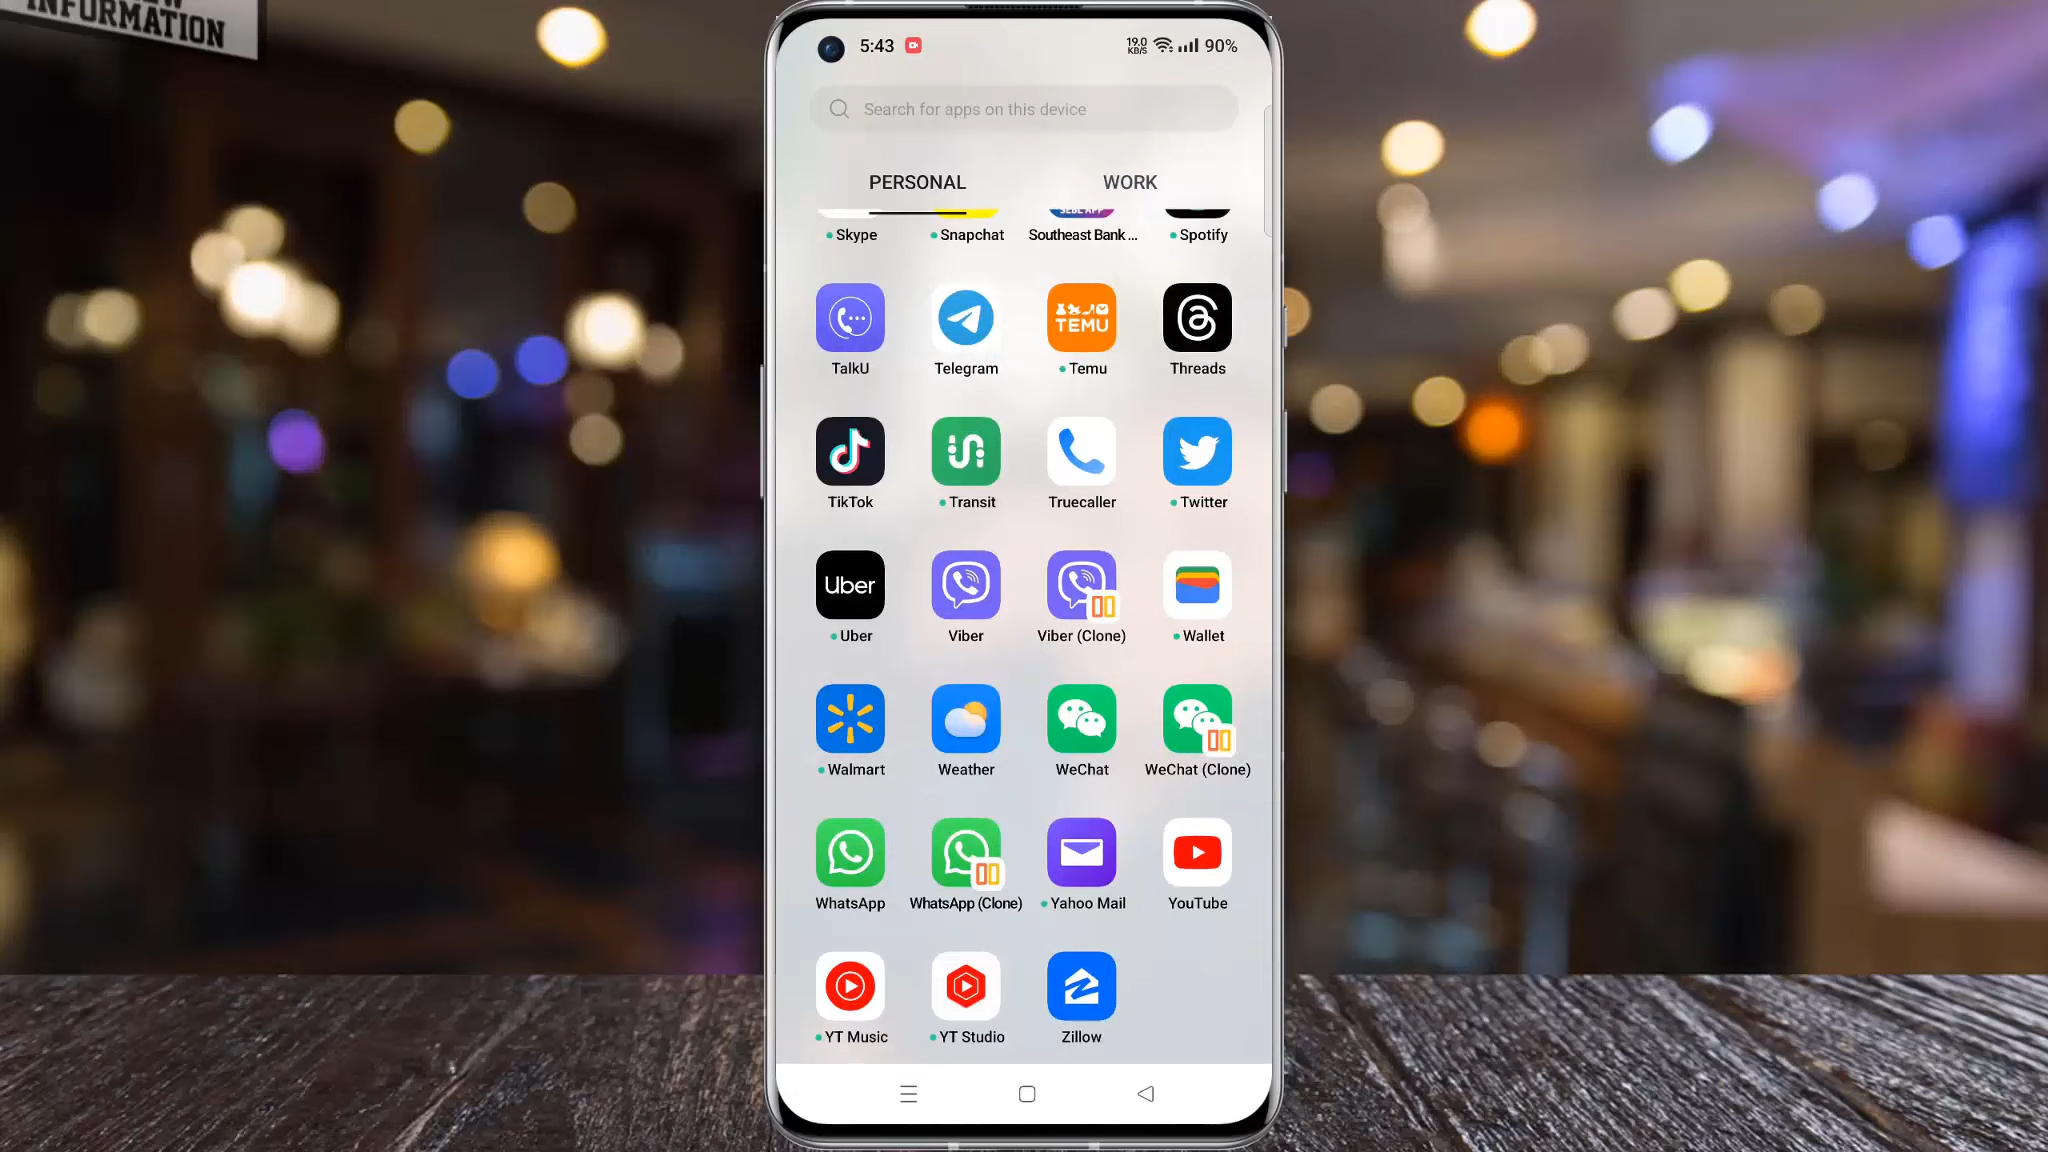 INFORMATION
5:43
19.0 KB/S 90%
Search for apps on this device
PERSONAL WORK
SEBL APP
Skype Snapchat Southeast Bank ... Spotify
TEMU
TalkU Telegram Temu Threads
TikTok Transit Truecaller Twitter
Uber
Uber Viber Viber (Clone) Wallet
Walmart Weather WeChat WeChat (Clone)
WhatsApp WhatsApp (Clone) Yahoo Mail YouTube
YT Music YT Studio Zillow